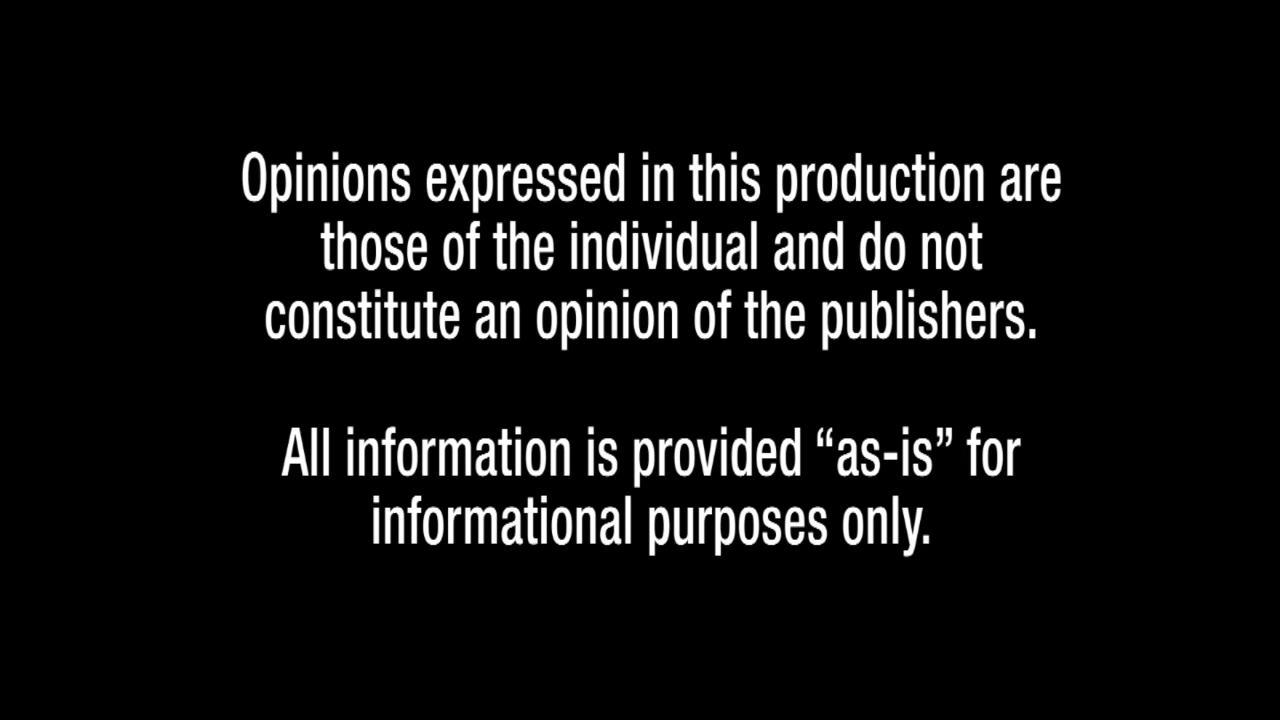 Opinions expressed in this production are
those of the individual and do not
constitute an opinion of the publishers.
All information is provided “as-is” for
informational purposes only.